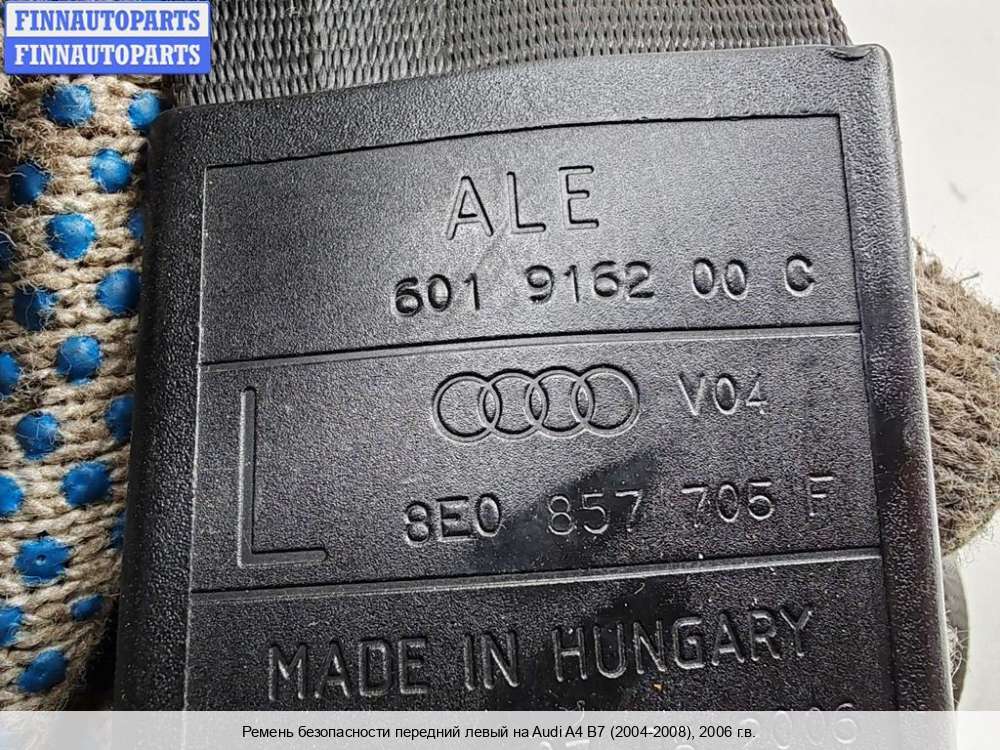 FINNAUTOPARTS
FINNAUTOPARTS
ALE
601 9162 00 C
L V04
8E0 857 705 F
MADE IN HUNGARY
2006
Ремень безопасности передний левый на Audi A4 B7 (2004-2008), 2006 г.в.